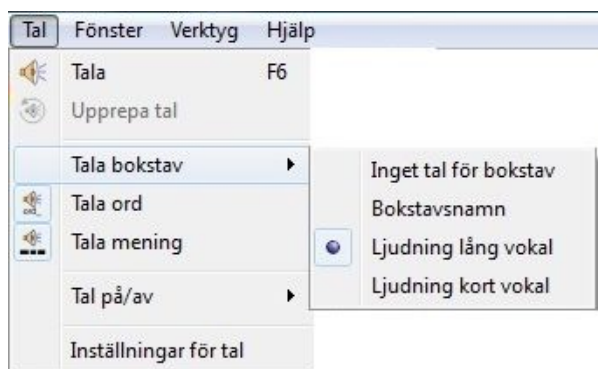 Tal Fönster Verktyg Hjälp
Tala F6
Upprepa tal
Tala bokstav
Tala ord
Tala mening
Tal på/av
Inställningar för tal
Inget tal för bokstav
Bokstavsnamn
Ljudning lång vokal
Ljudning kort vokal